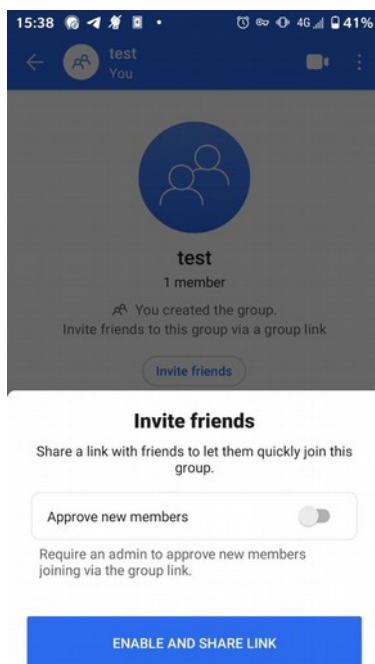 15:38 4G 41%
test
You
test
1 member
You created the group.
Invite friends to this group via a group link
Invite friends
Invite friends
Share a link with friends to let them quickly join this
group.
Approve new members
Require an admin to approve new members
joining via the group link.
ENABLE AND SHARE LINK